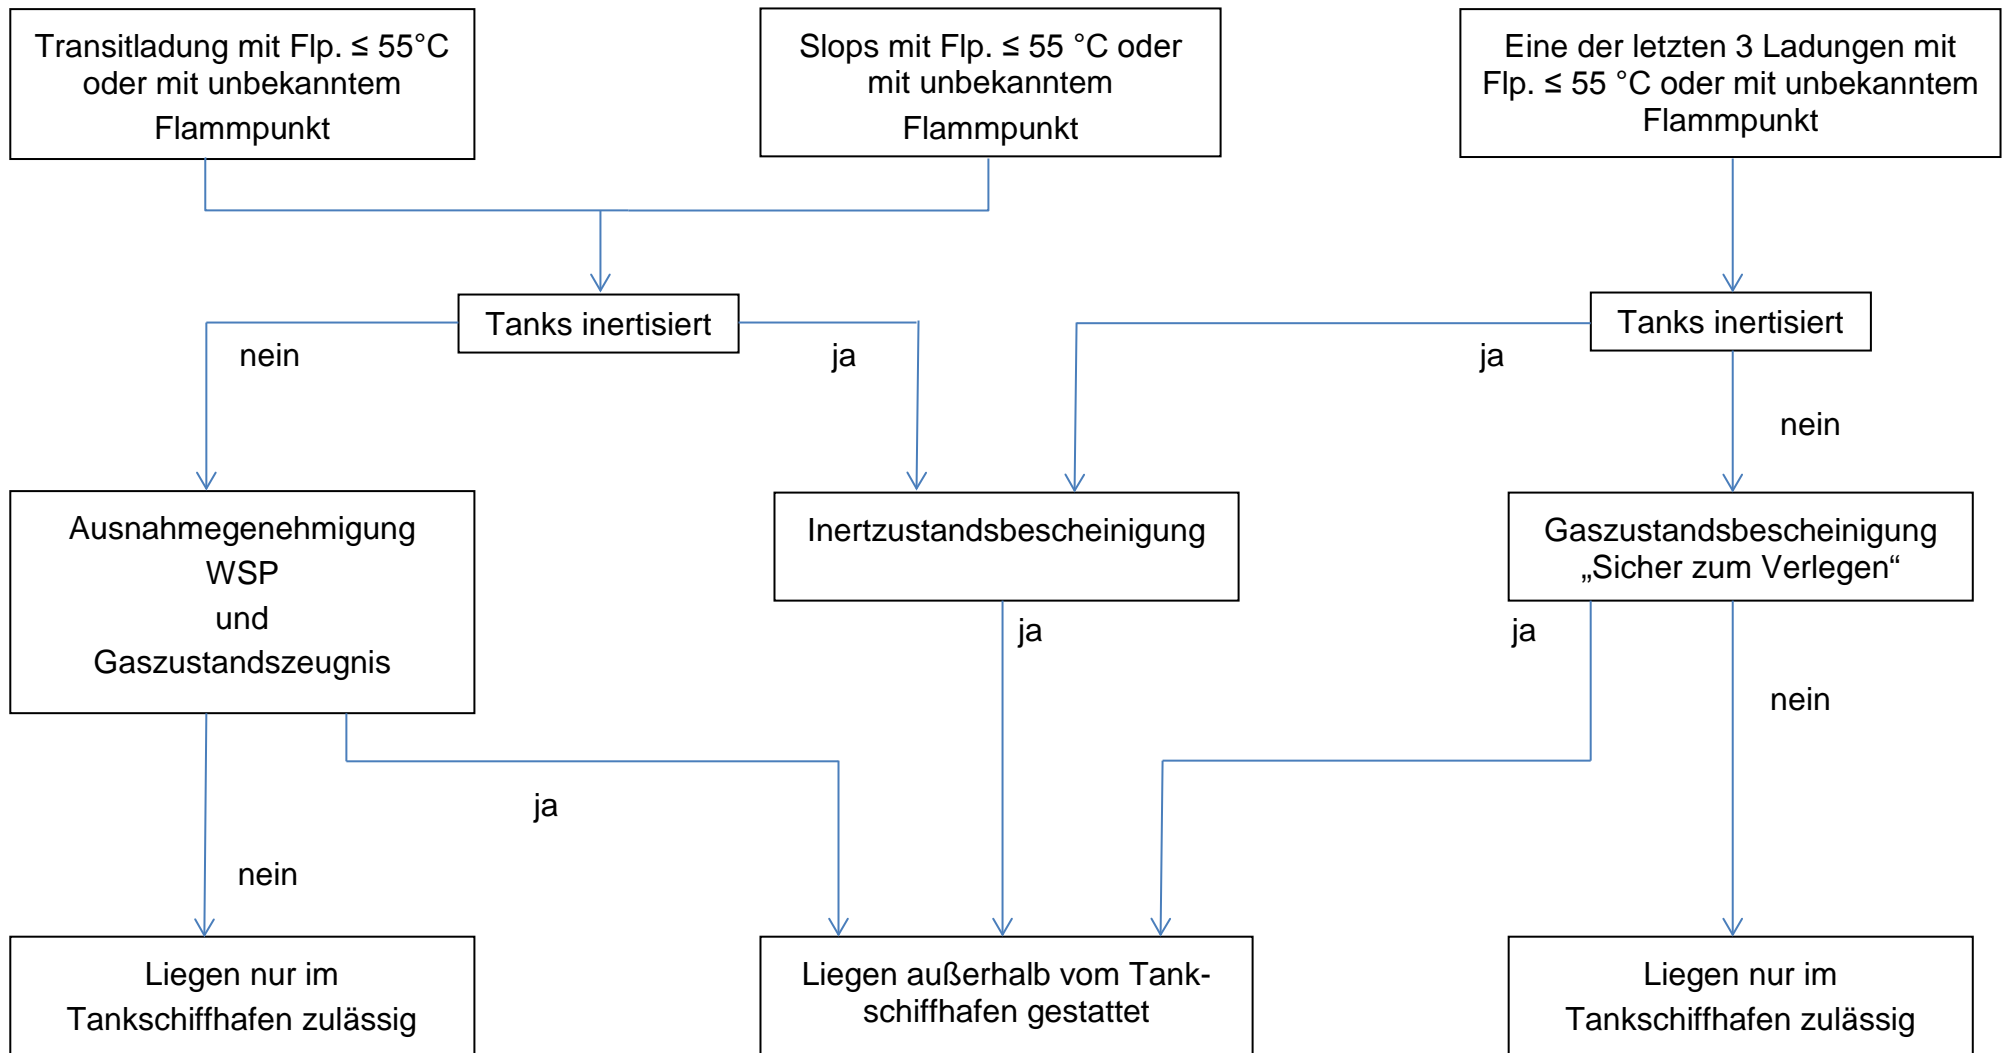 Transitladung mit Flp. ≤ 55°C
oder mit unbekanntem
Flammpunkt
Slops mit Flp. ≤ 55 °C oder
mit unbekanntem
Flammpunkt
Eine der letzten 3 Ladungen mit
Flp. ≤ 55 °C oder mit unbekanntem
Flammpunkt
Tanks inertisiert
Tanks inertisiert
nein
ja
ja
nein
Ausnahmegenehmigung
WSP
und
Gaszustandszeugnis
Inertzustandsbescheinigung
Gaszustandsbescheinigung
„Sicher zum Verlegen“
ja
ja
nein
ja
nein
Liegen nur im
Tankschiffhafen zulässig
Liegen außerhalb vom Tank-
schiffhafen gestattet
Liegen nur im
Tankschiffhafen zulässig